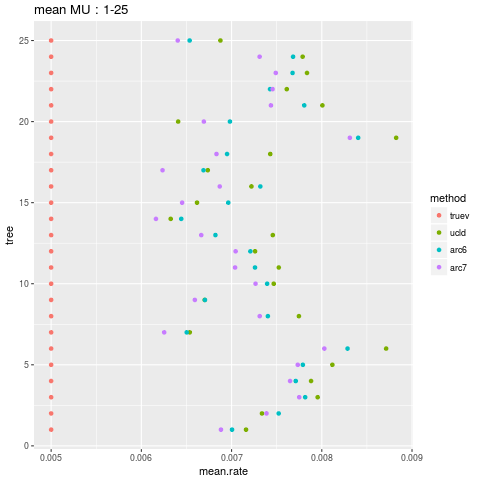 mean MU : 1-25
25
20
15
10
5
0
tree
0.005 0.006 0.007 0.008 0.009
mean.rate
method
truev
ucld
arc6
arc7